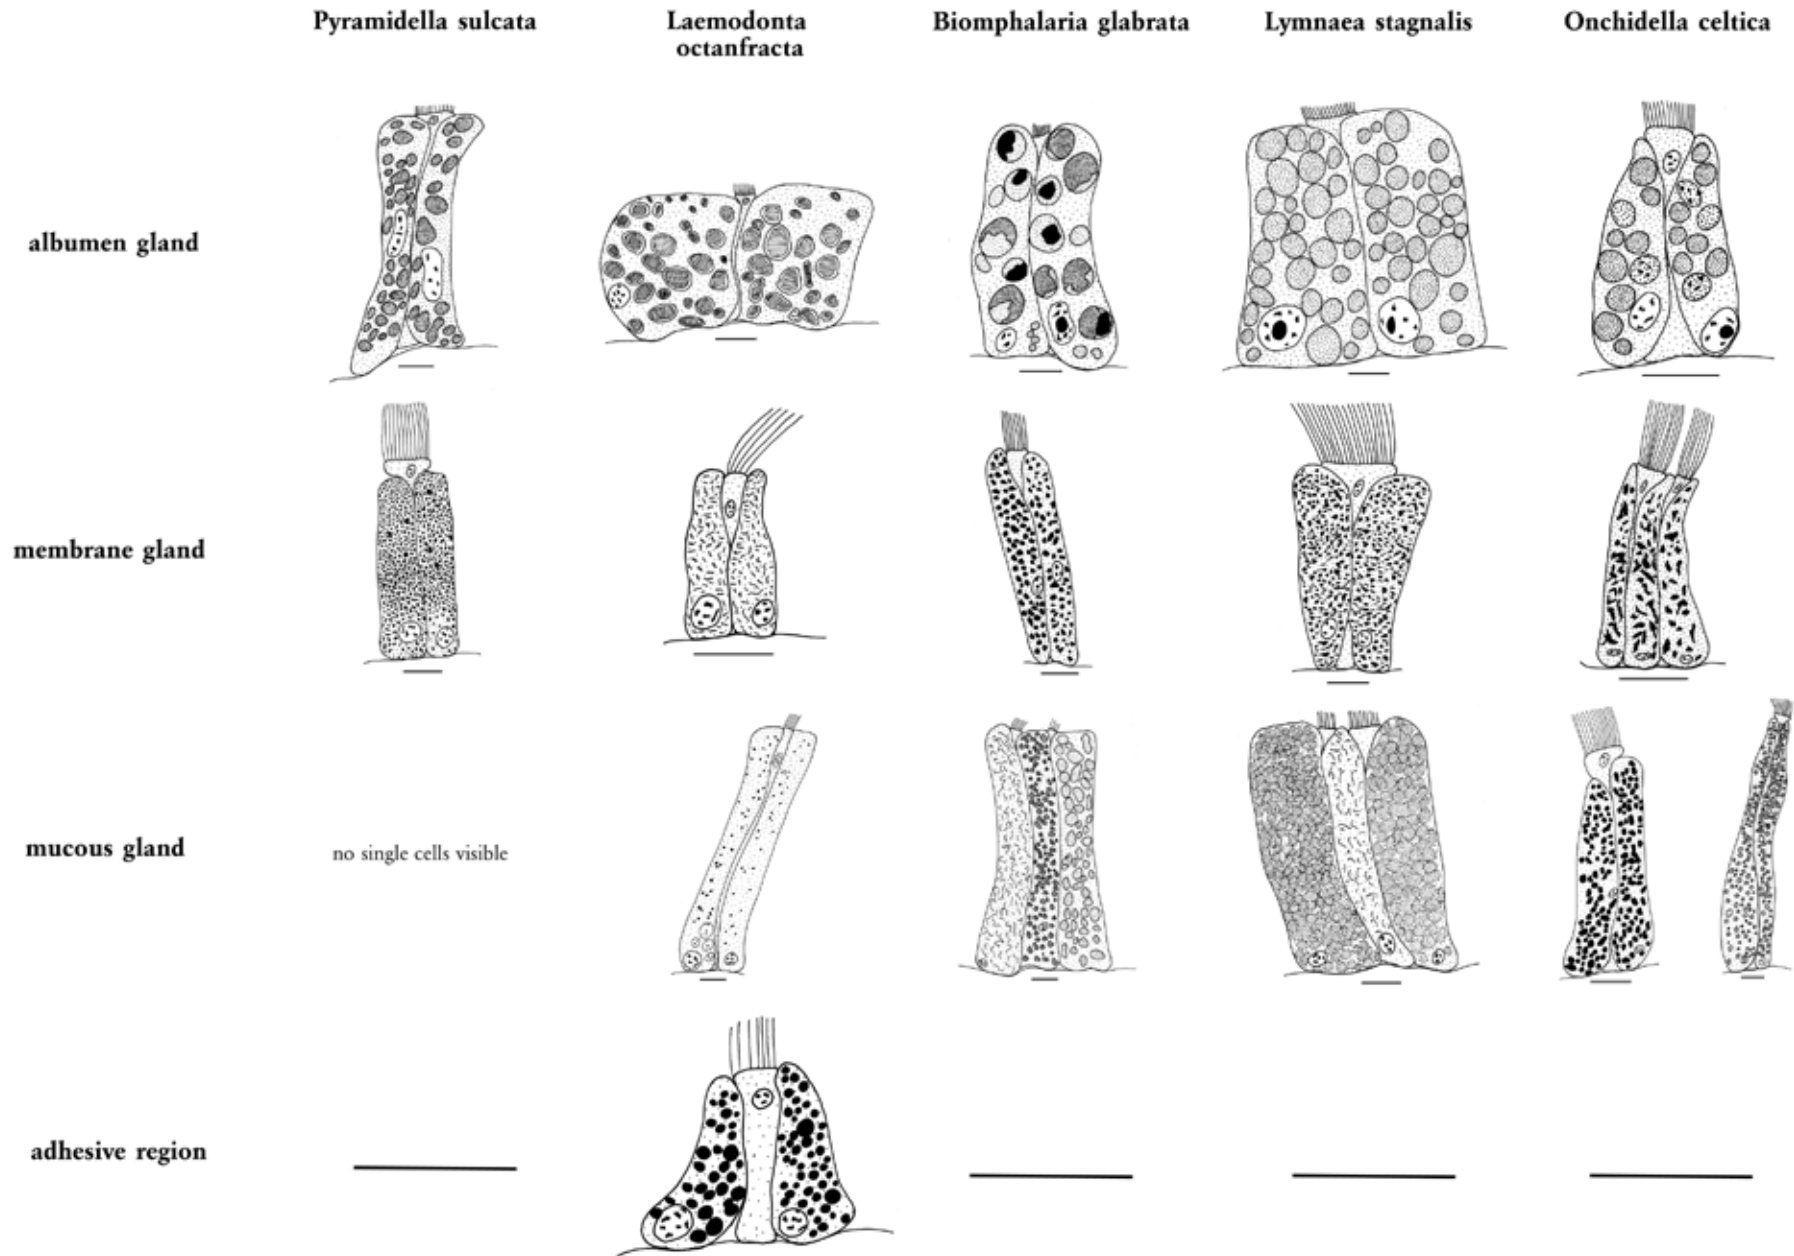 Pyramidella sulcata
Laemodonta
octanfracta
Biomphalaria glabrata
Lymnaea stagnalis
Onchidella celtica
albumen gland
membrane gland
mucous gland
no single cells visible
adhesive region